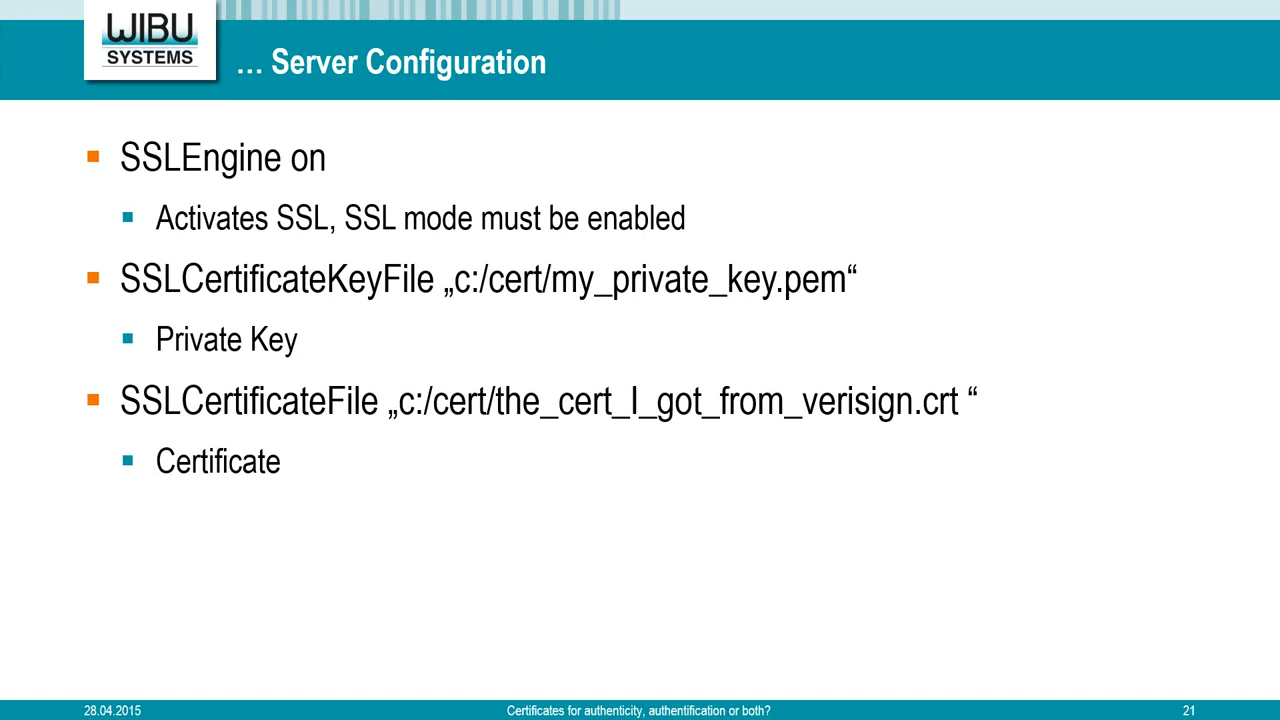 WIBU
SYSTEMS
… Server Configuration
SSLEngine on
Activates SSL, SSL mode must be enabled
SSLCertificateKeyFile „c:/cert/my_private_key.pem“
Private Key
SSLCertificateFile „c:/cert/the_cert_I_got_from_verisign.crt “
Certificate
28.04.2015
Certificates for authenticity, authentification or both?
21